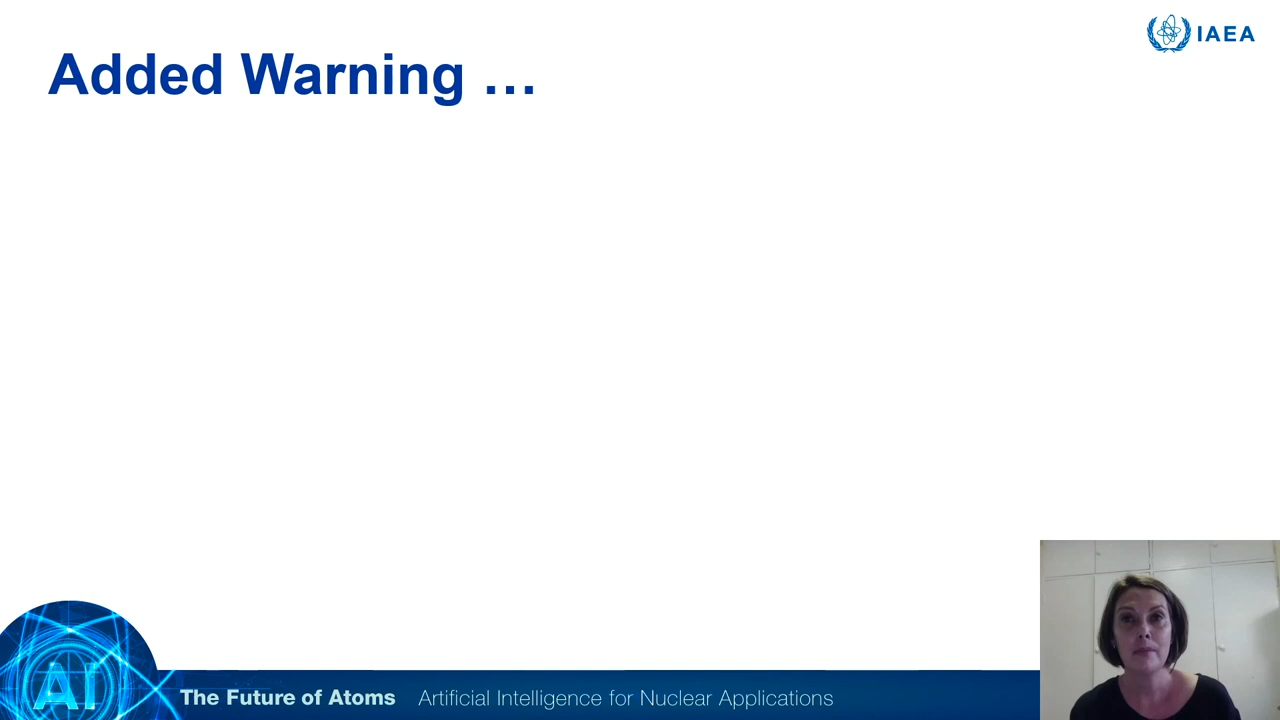 IAEA
Added Warning …
AI
The Future of Atoms Artificial Intelligence for Nuclear Applications